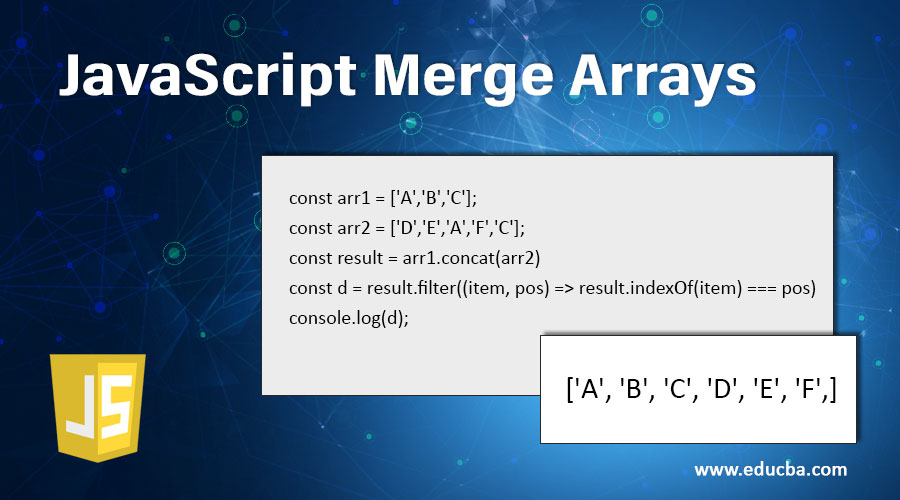 JavaScript Merge Arrays
const arr1 = ['A','B','C'];
const arr2 = ['D','E','A','F','C'];
const result = arr1.concat(arr2)
const d = result.filter((item, pos) => result.indexOf(item) === pos)
console.log(d);
['A', 'B', 'C', 'D', 'E', 'F',]
JS
www.educba.com